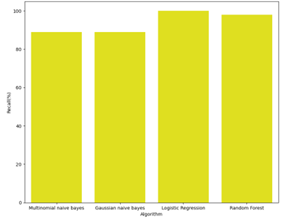 100
80
60
40
20
0
Recall(%)
Multinomial naive bayes
Gaussian naive bayes
Logistic Regression
Random Forest
Algorithm